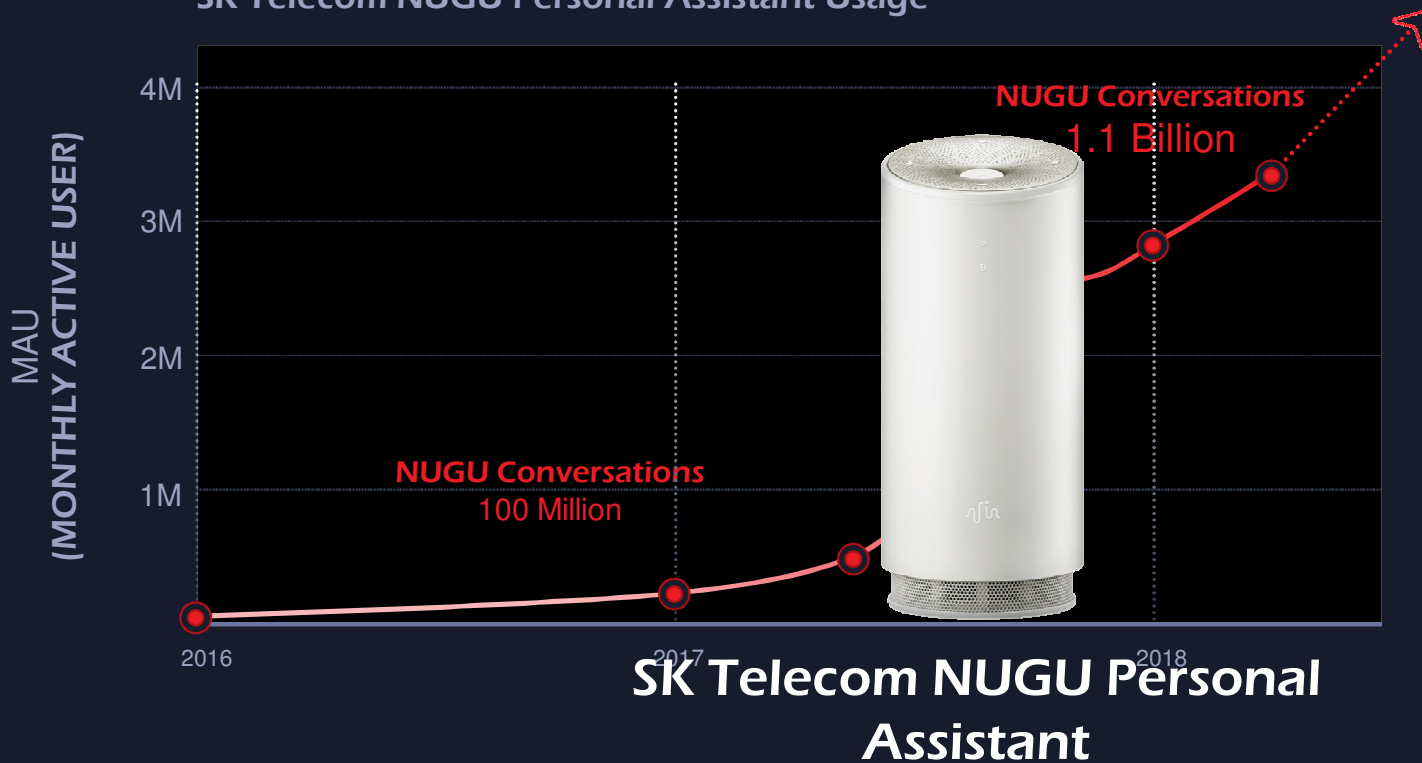 SK Telecom NUGU Personal Assistant Usage
4M
3M
2M
1M
MAU
(MONTHLY ACTIVE USER)
NUGU Conversations
1.1 Billion
NUGU Conversations
100 Million
2016
2017
2018
SK Telecom NUGU Personal
Assistant